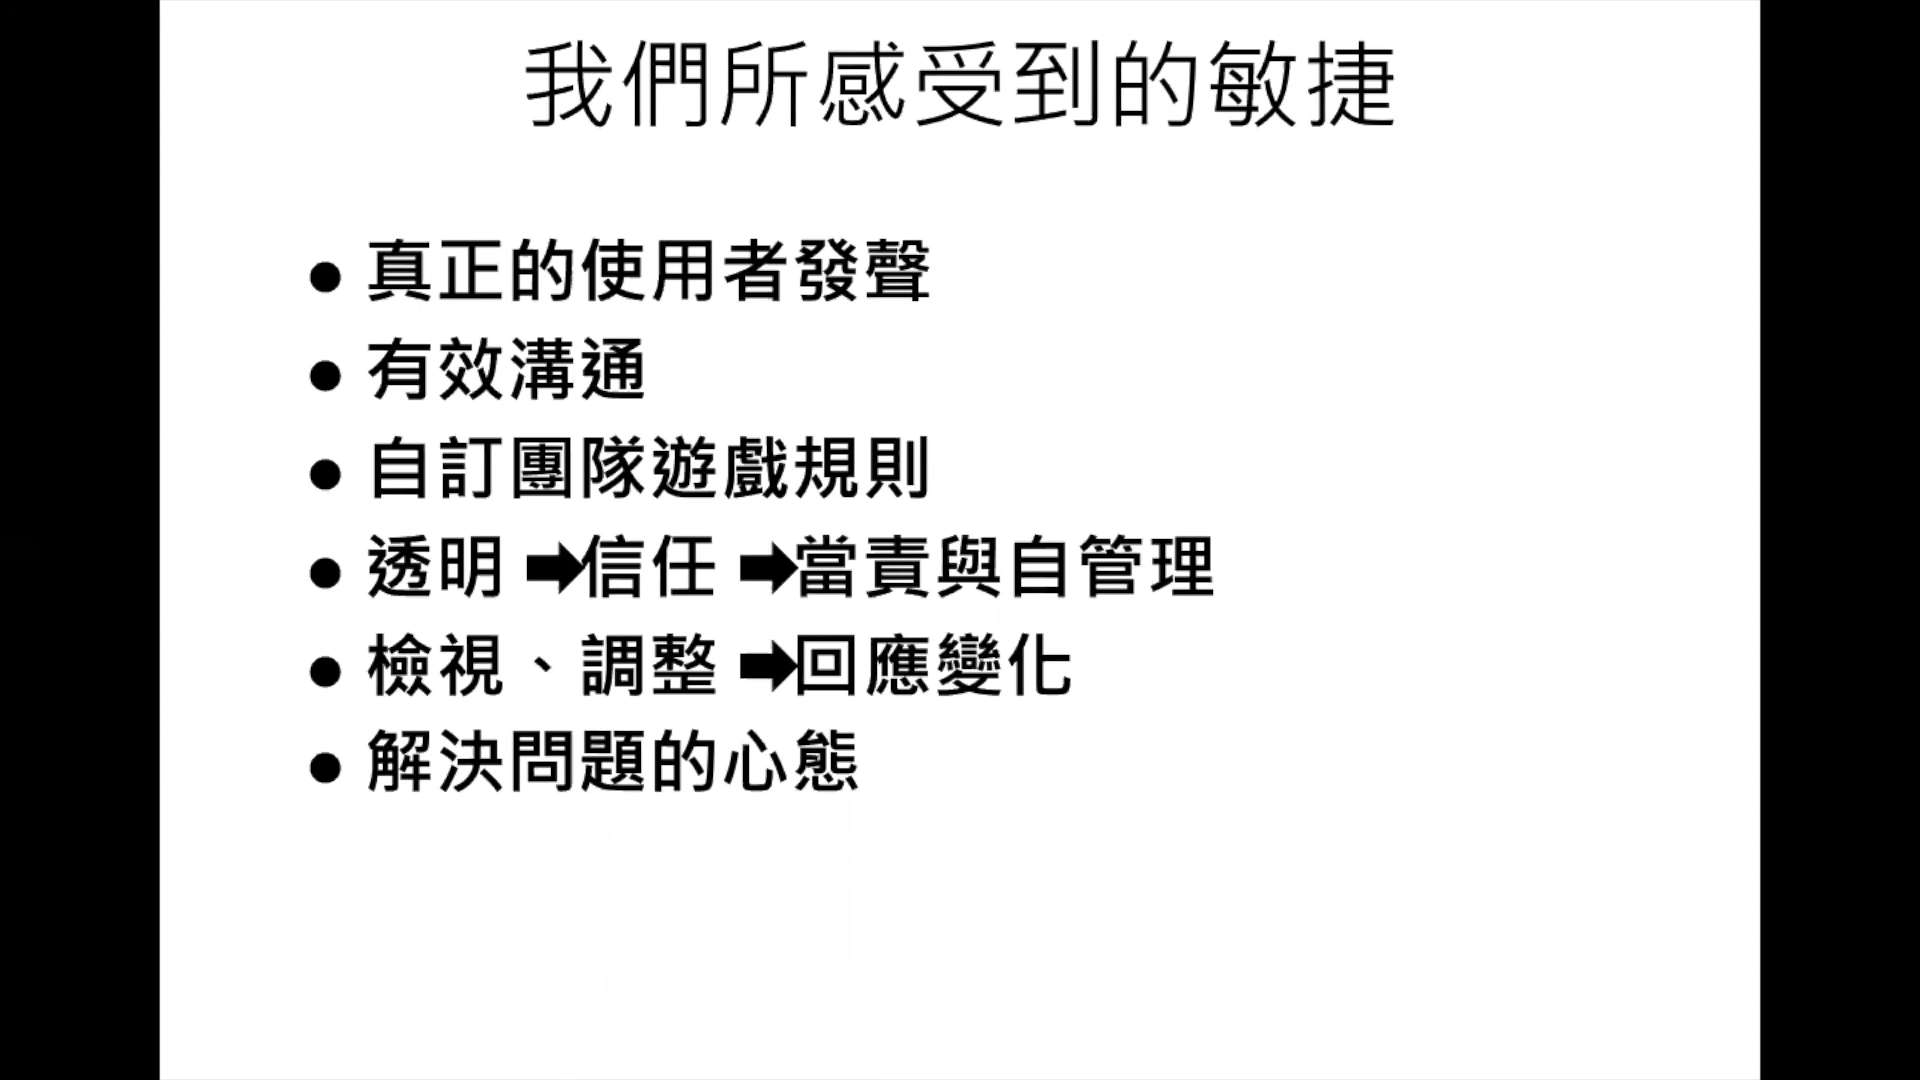 我們所感受到的敏捷
● 真正的使用者發聲
● 有效溝通
● 自訂團隊遊戲規則
● 透明 ➡信任 ➡當責與自管理
● 檢視、調整 ➡回應變化
● 解決問題的心態